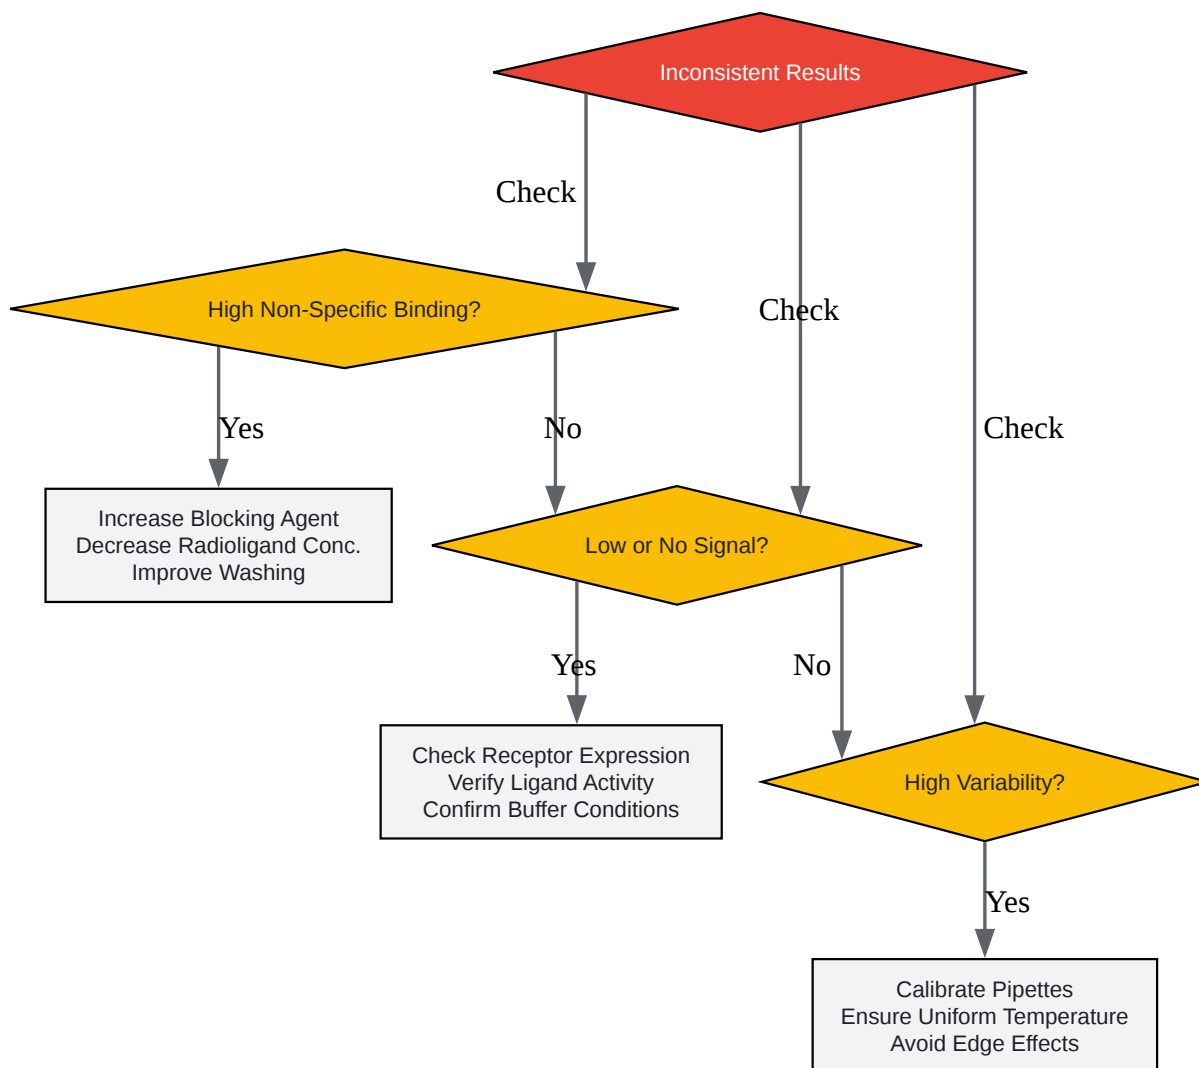 Inconsistent Results
Check
High Non-Specific Binding?
Check
Yes
No
Check
Increase Blocking Agent
Decrease Radioligand Conc.
Improve Washing
Low or No Signal?
Yes
No
Check Receptor Expression
Verify Ligand Activity
Confirm Buffer Conditions
High Variability?
Yes
Calibrate Pipettes
Ensure Uniform Temperature
Avoid Edge Effects